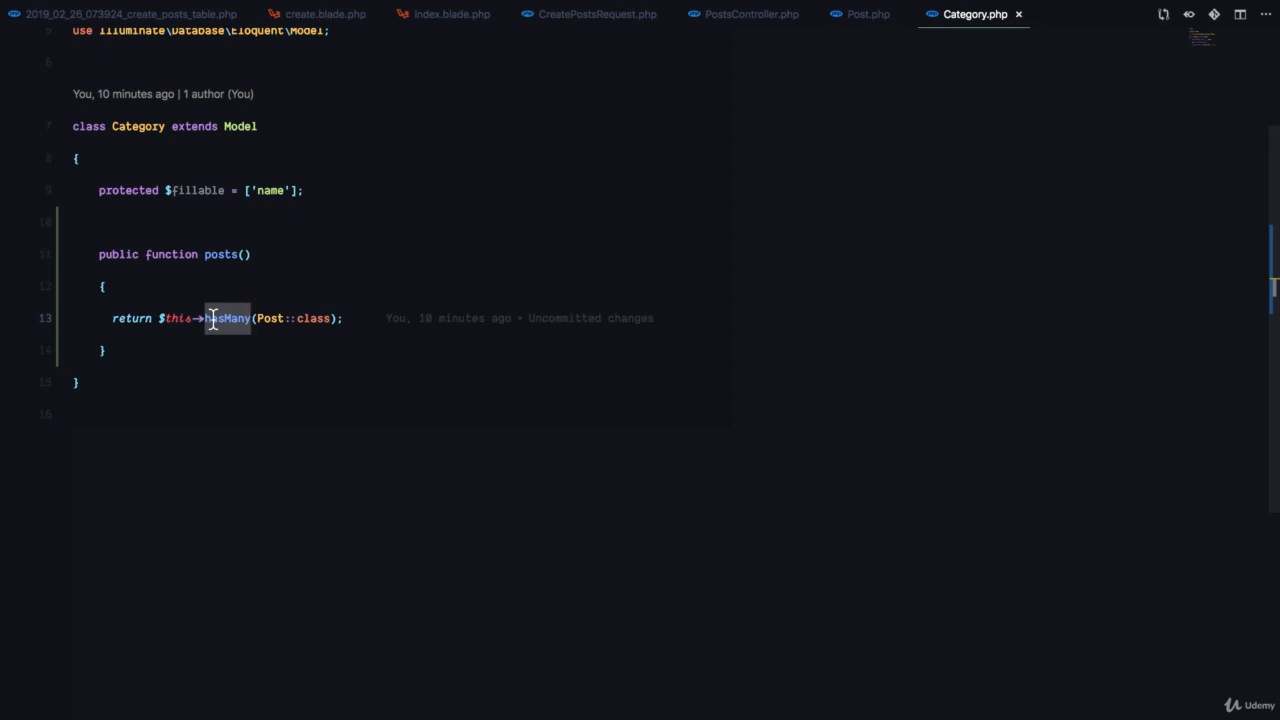 2019_02_26_073924_create_posts_table.php create.blade.php index.blade.php CreatePostsRequest.php PostsController.php Post.php Category.php ×
5 use Illuminate\Database\Eloquent\Model;
6
You, 10 minutes ago | 1 author (You)
7 class Category extends Model
8 {
9 protected $fillable = ['name'];
10
11 public function posts()
12 {
13 return $this->hasMany(Post::class); You, 10 minutes ago • Uncommitted changes
14 }
15 }
16
Udemy